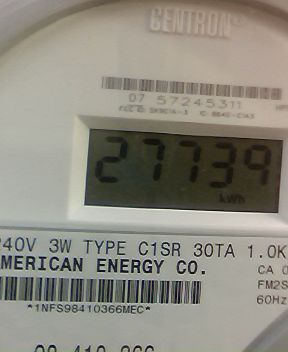 CENTRON
07 57245311
27739
kWh
240V 3W TYPE C1SR 30TA 1.0K
AMERICAN ENERGY CO.
CA 0
FM2S
60Hz
*1NFS98410366MEC*